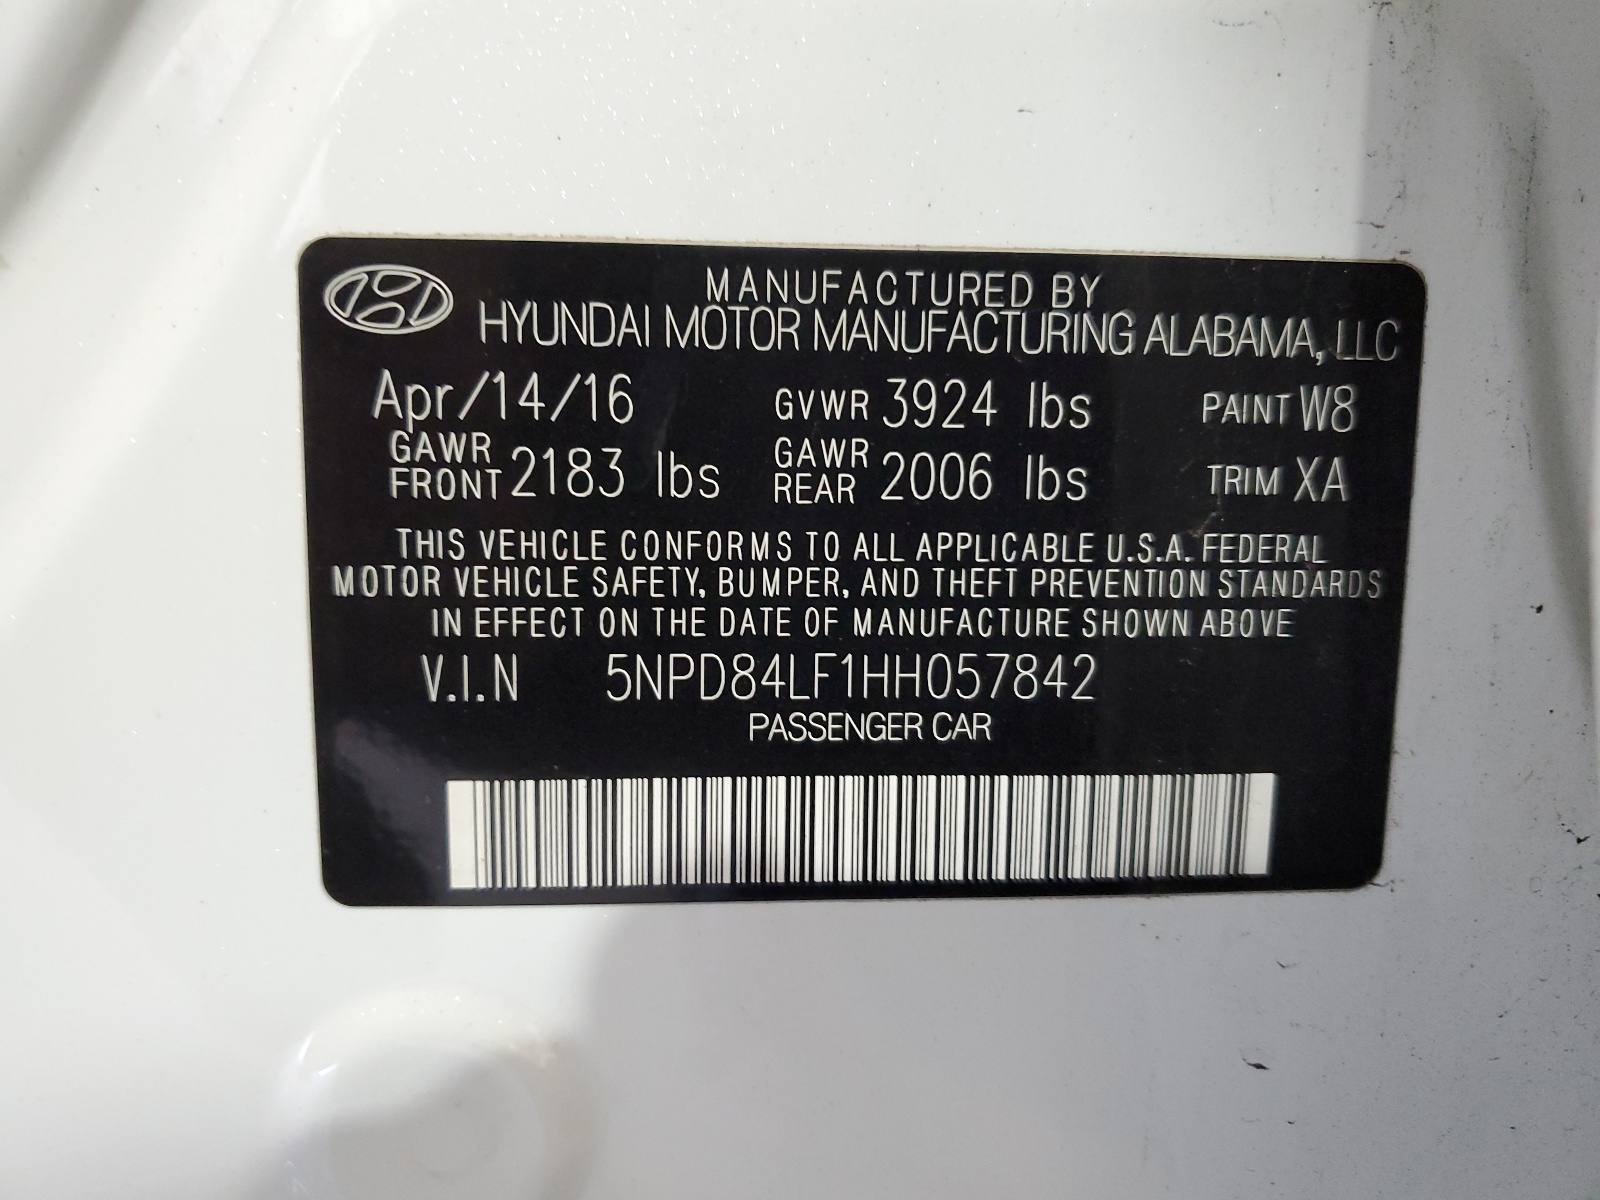 MANUFACTURED BY
HYUNDAI MOTOR MANUFACTURING ALABAMA, LLC
Apr/14/16 GVWR 3924 lbs PAINT W8
GAWR FRONT 2183 lbs GAWR REAR 2006 lbs TRIM XA
THIS VEHICLE CONFORMS TO ALL APPLICABLE U.S.A. FEDERAL
MOTOR VEHICLE SAFETY, BUMPER, AND THEFT PREVENTION STANDARDS
IN EFFECT ON THE DATE OF MANUFACTURE SHOWN ABOVE
V.I.N 5NPD84LF1HH057842
PASSENGER CAR